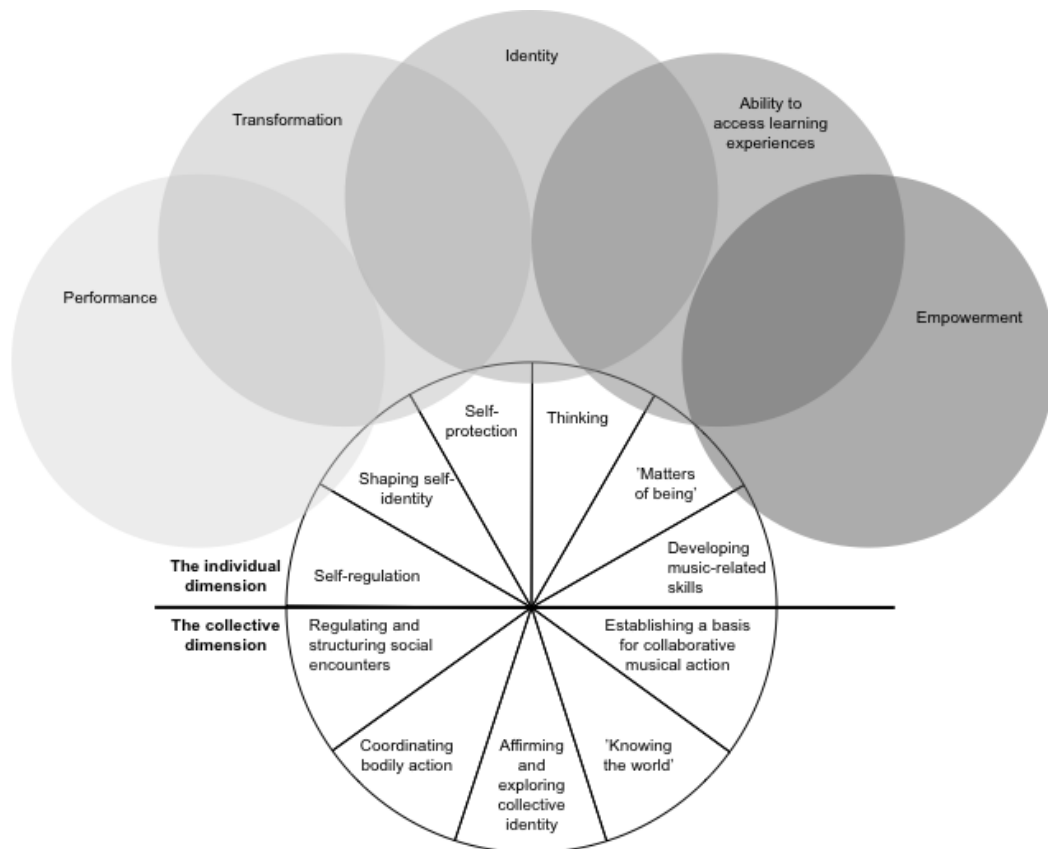 Identity
Transformation
Ability to
access learning
experiences
Performance
Empowerment
Self-
protection
Thinking
Shaping self-
identity
'Matters
of being'
The individual
dimension
Self-regulation
Developing
music-related
skills
The collective
dimension
Regulating and
structuring social
encounters
Establishing a basis
for collaborative
musical action
Coordinating
bodily action
Affirming
and
exploring
collective
identity
'Knowing
the world'